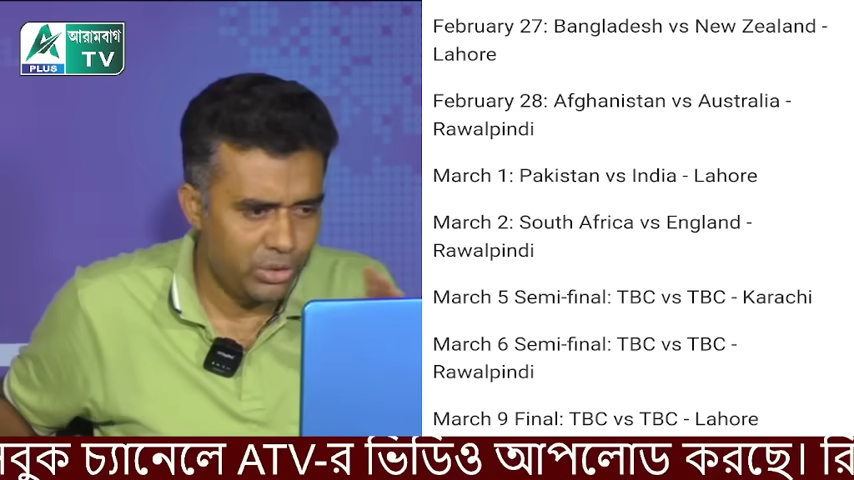 আরামবাগ
TV
PLUS
February 27: Bangladesh vs New Zealand -
Lahore
February 28: Afghanistan vs Australia -
Rawalpindi
March 1: Pakistan vs India - Lahore
March 2: South Africa vs England -
Rawalpindi
March 5 Semi-final: TBC vs TBC - Karachi
March 6 Semi-final: TBC vs TBC -
Rawalpindi
March 9 Final: TBC vs TBC - Lahore
চ্যানেলে ATV-র ভিডিও আপলোড করছে।